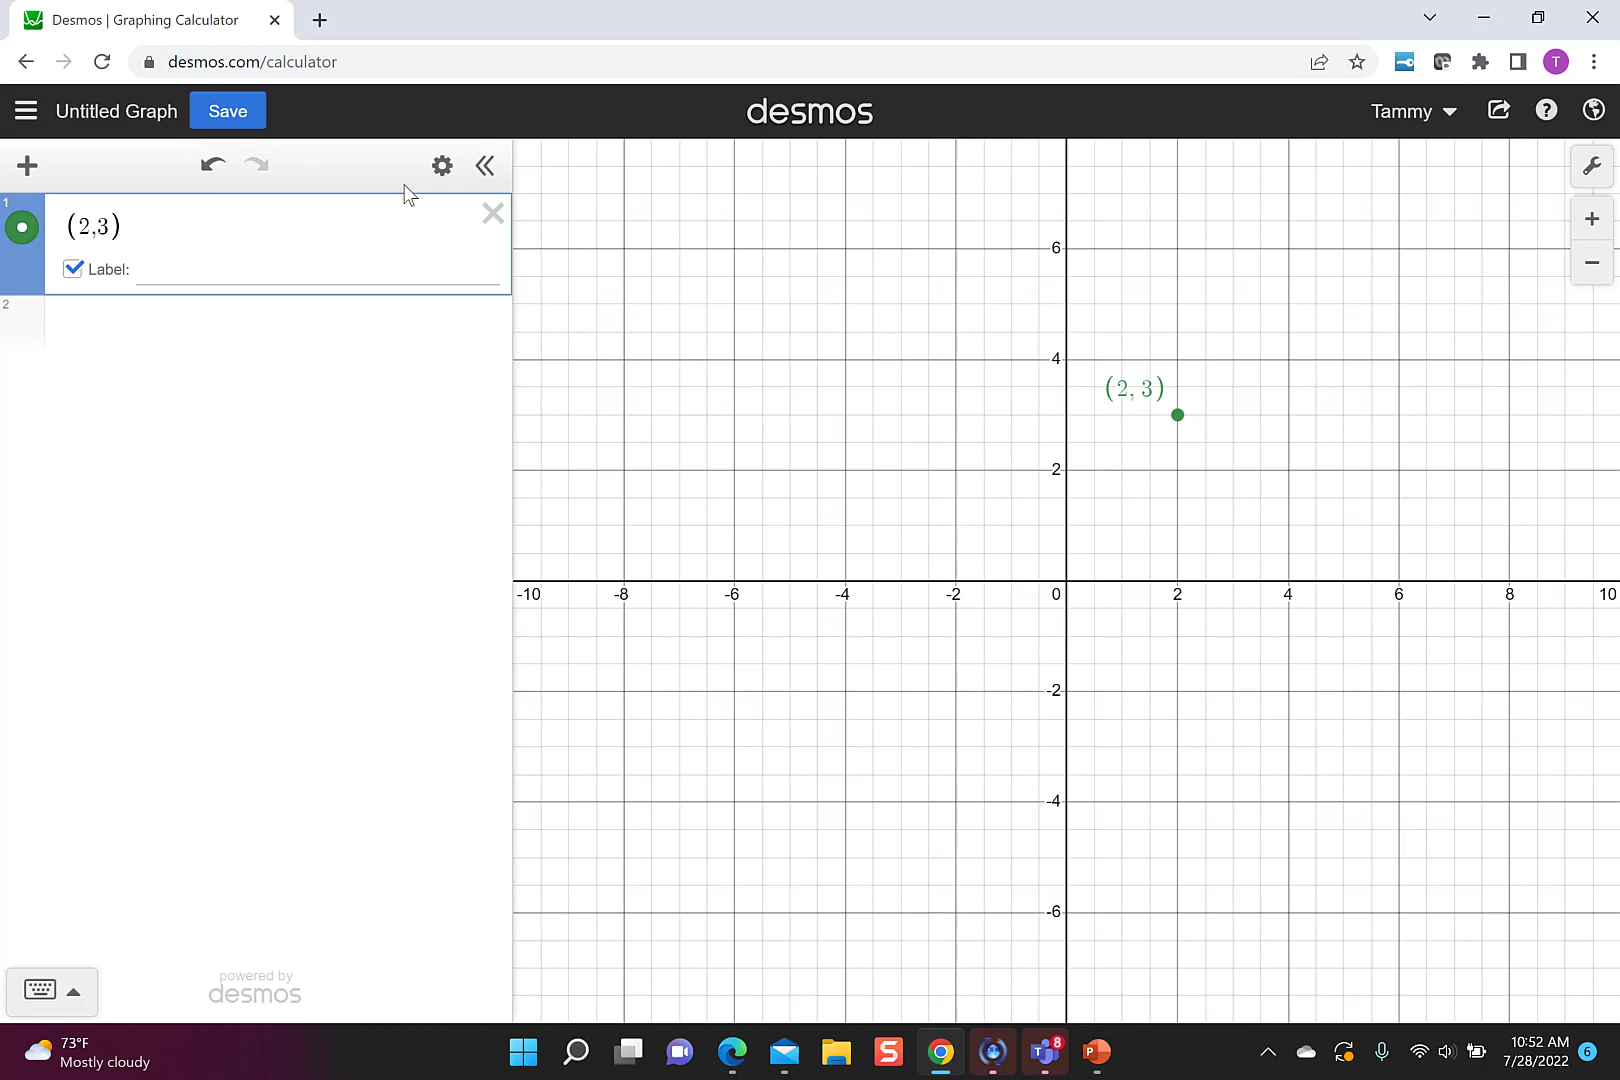 Desmos | Graphing Calculator
desmos.com/calculator
T
Untitled Graph
Save
desmos
Tammy
1
(2,3)
Label:
2
6
4
(2, 3)
2
-10 -8 -6 -4 -2 0 2 4 6 8 10
-2
-4
-6
powered by
desmos
73°F
Mostly cloudy
S
T
8
P
10:52 AM
7/28/2022
6